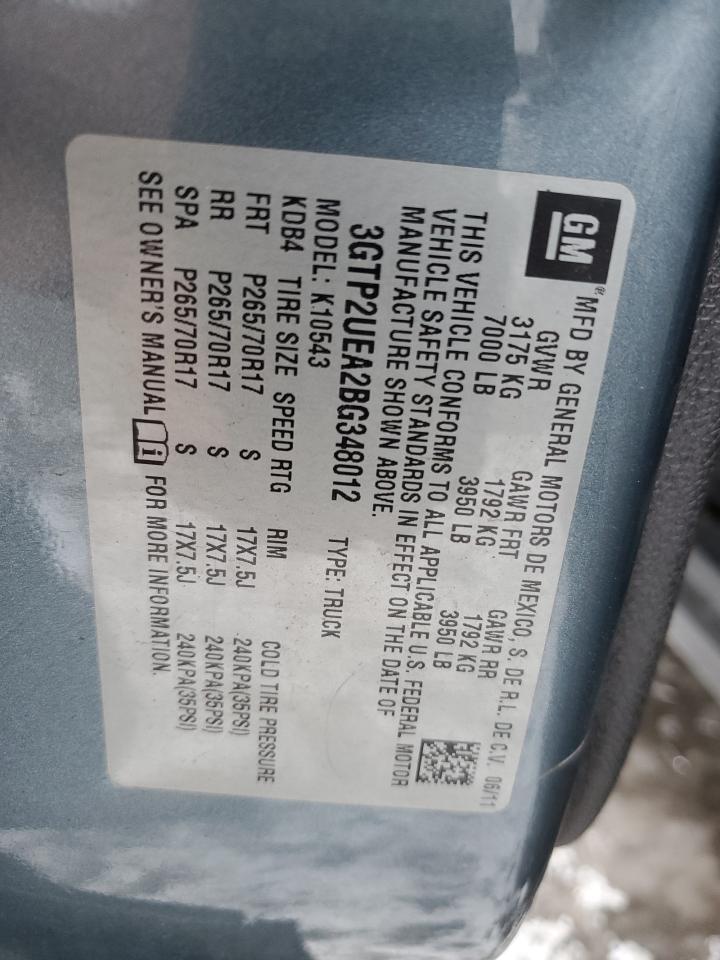 GM
® MFD BY GENERAL MOTORS DE MEXICO, S. DE R.L. DE C.V. 06/11
GVWR GAWR FRT GAWR RR
3175 KG 1792 KG 1792 KG
7000 LB 3950 LB 3950 LB
THIS VEHICLE CONFORMS TO ALL APPLICABLE U.S. FEDERAL MOTOR
VEHICLE SAFETY STANDARDS IN EFFECT ON THE DATE OF
MANUFACTURE SHOWN ABOVE.
3GTP2UEA2BG348012 TYPE: TRUCK
MODEL: K10543
KDB4 TIRE SIZE SPEED RTG RIM COLD TIRE PRESSURE
FRT P265/70R17 S 17X7.5J 240KPA(35PSI)
RR P265/70R17 S 17X7.5J 240KPA(35PSI)
SPA P265/70R17 S 17X7.5J 240KPA(35PSI)
SEE OWNER'S MANUAL i FOR MORE INFORMATION.